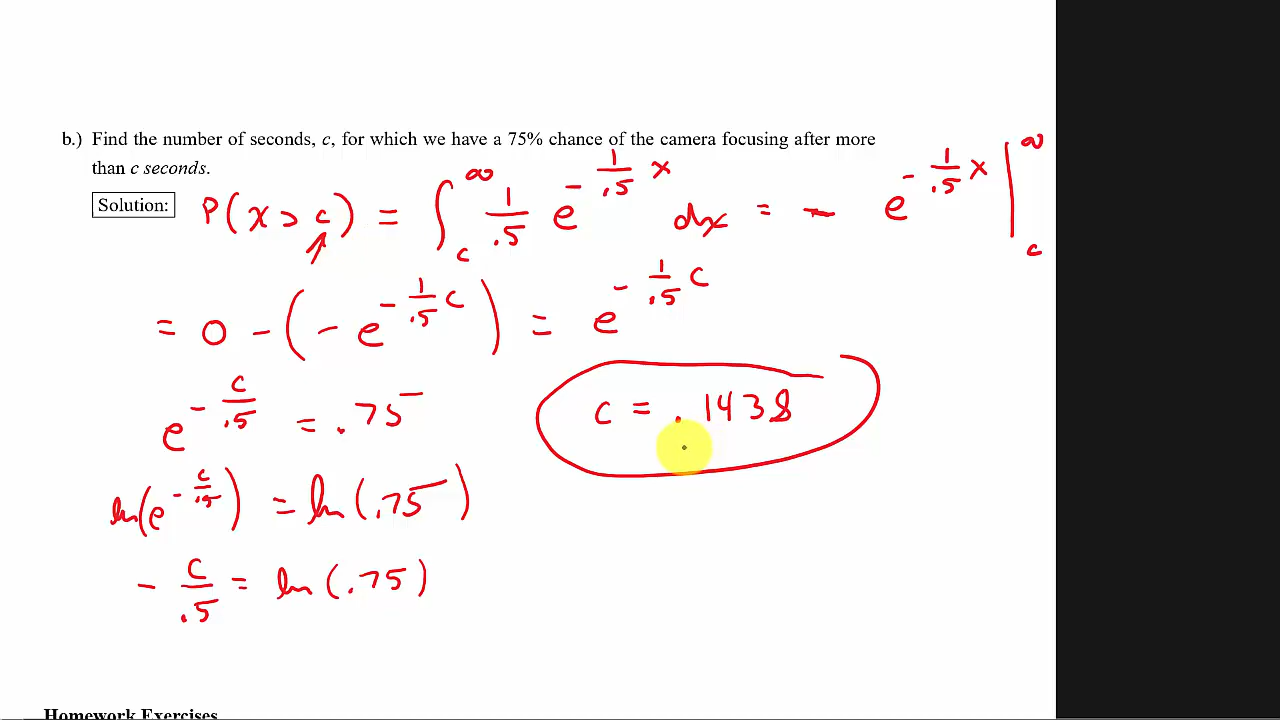 b.) Find the number of seconds, c, for which we have a 75% chance of the camera focusing after more
than c seconds.
Solution: P(x > c) = ∫_c^∞ 1/.5 e^{-1/.5 x} dx = - e^{-1/.5 x} |_c^∞
= 0 - (-e^{-1/.5 c}) = e^{-1/.5 c}
e^{-c/.5} = .75
c = .1438
ln(e^{-c/.5}) = ln(.75)
- c/.5 = ln(.75)
Homework Exercises